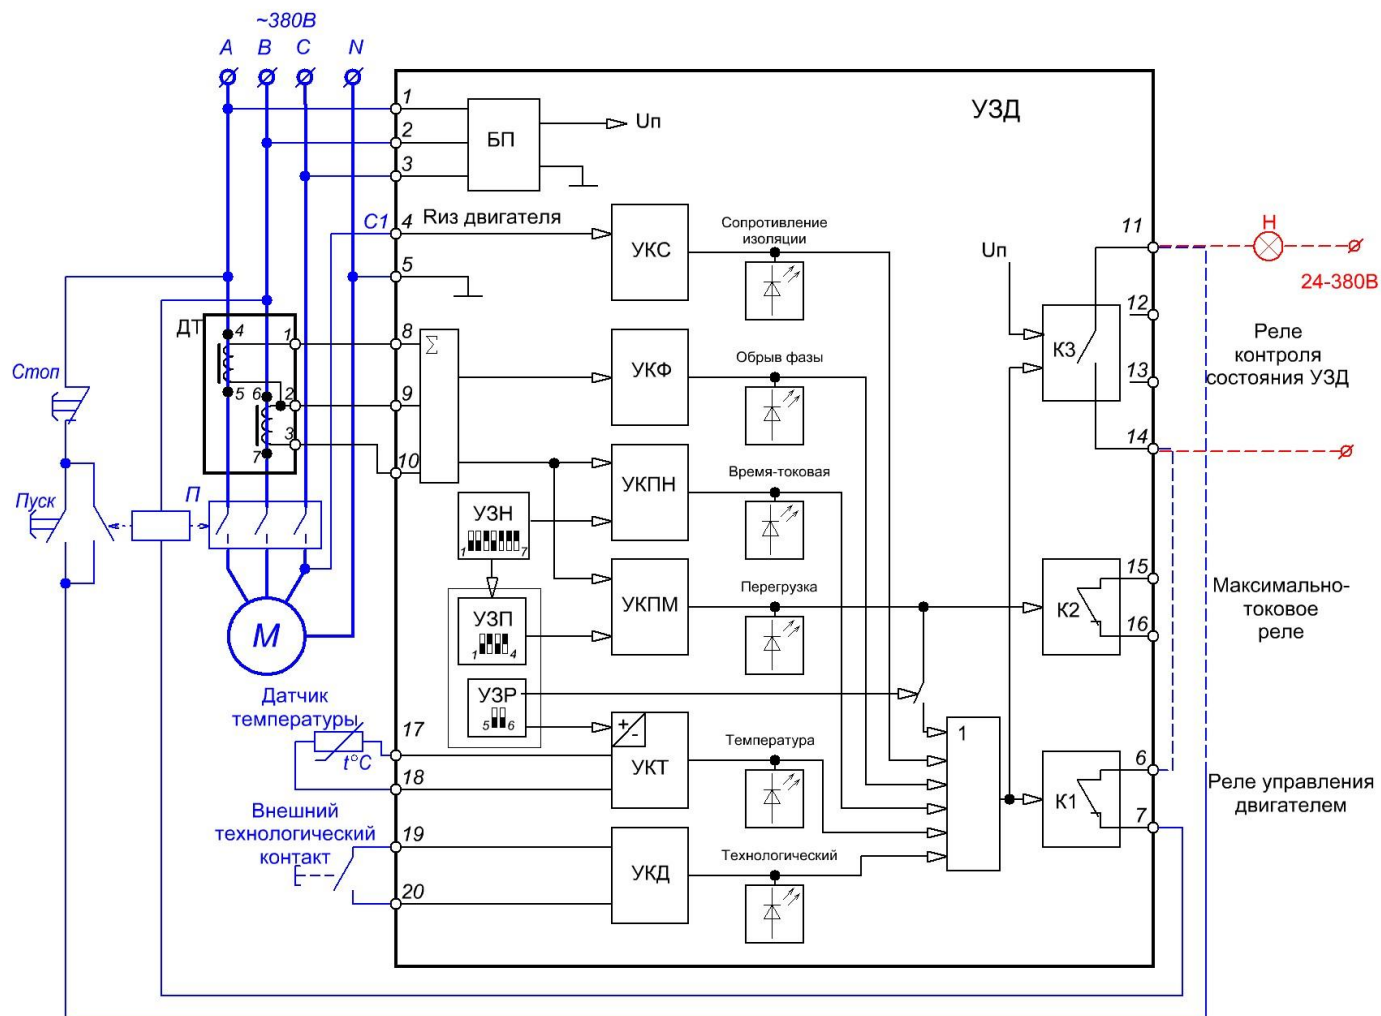 ~380В
A
B
C
N
УЗД
1
2
3
БП
Uп
C1
4
Rиз двигателя
5
УКС
Сопротивление
изоляции
11
Н
24-380В
Uп
12
13
К3
Реле
контроля
состояния УЗД
14
ДТ
4
1
5
6
2
3
7
8
9
10
Σ
УКФ
Обрыв фазы
Стоп
Пуск
П
УКПН
Время-токовая
УЗН
1
7
УЗП
1
4
УКПМ
Перегрузка
К2
15
16
Максимально-
токовое
реле
М
УЗР
5
6
Датчик
температуры
t°C
17
18
+
-
УКТ
Температура
1
К1
6
7
Реле управления
двигателем
Внешний
технологический
контакт
19
20
УКД
Технологический